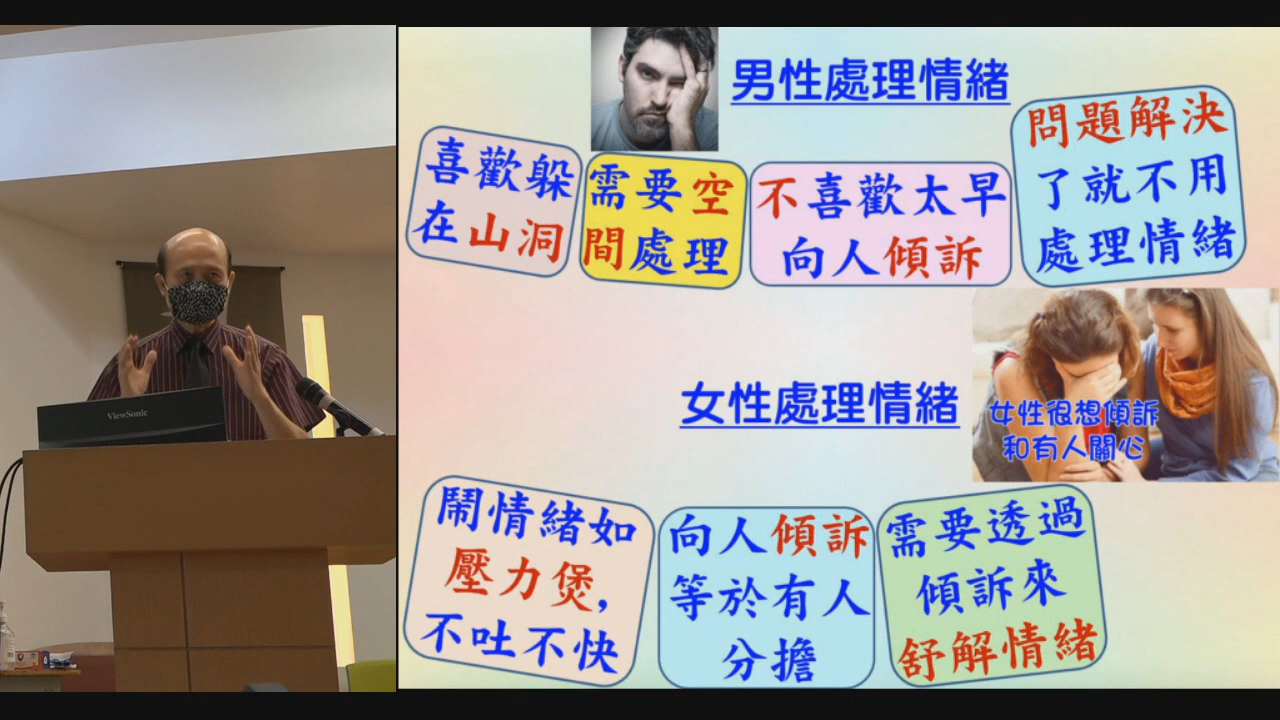 男性處理情緒
喜歡躲
在山洞
需要空
間處理
不喜歡太早
向人傾訴
問題解決
了就不用
處理情緒
女性處理情緒
女性很想傾訴
和有人關心
鬧情緒如
壓力煲，
不吐不快
向人傾訴
等於有人
分擔
需要透過
傾訴來
舒解情緒
ViewSonic